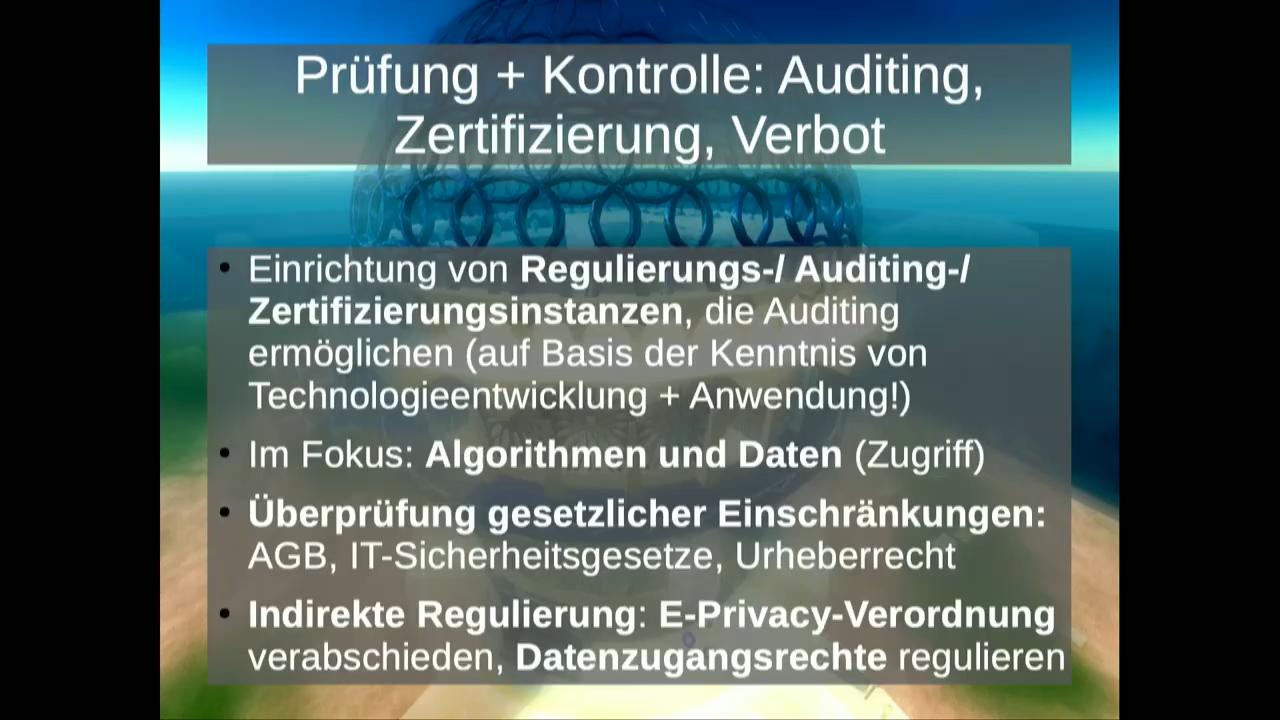 Prüfung + Kontrolle: Auditing,
Zertifizierung, Verbot
• Einrichtung von Regulierungs-/ Auditing-/
Zertifizierungsinstanzen, die Auditing
ermöglichen (auf Basis der Kenntnis von
Technologieentwicklung + Anwendung!)
• Im Fokus: Algorithmen und Daten (Zugriff)
• Überprüfung gesetzlicher Einschränkungen:
AGB, IT-Sicherheitsgesetze, Urheberrecht
• Indirekte Regulierung: E-Privacy-Verordnung
verabschieden, Datenzugangsrechte regulieren